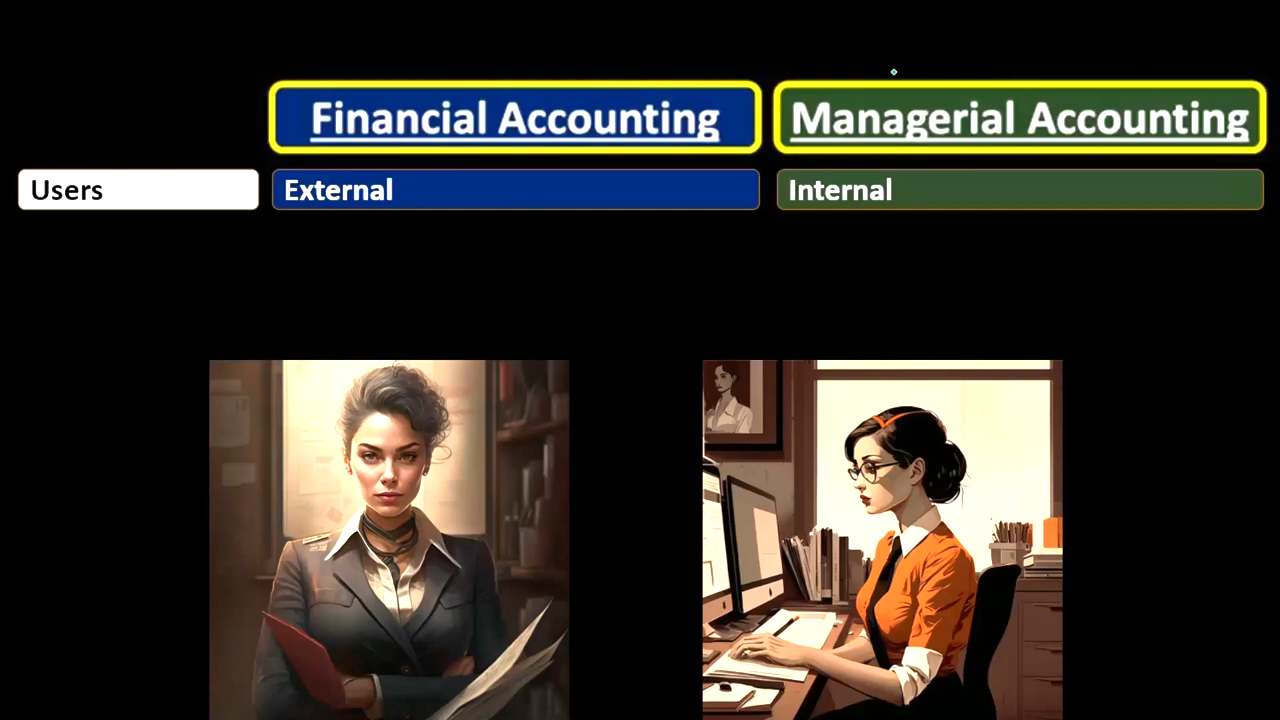 Financial Accounting
Managerial Accounting
Users
External
Internal